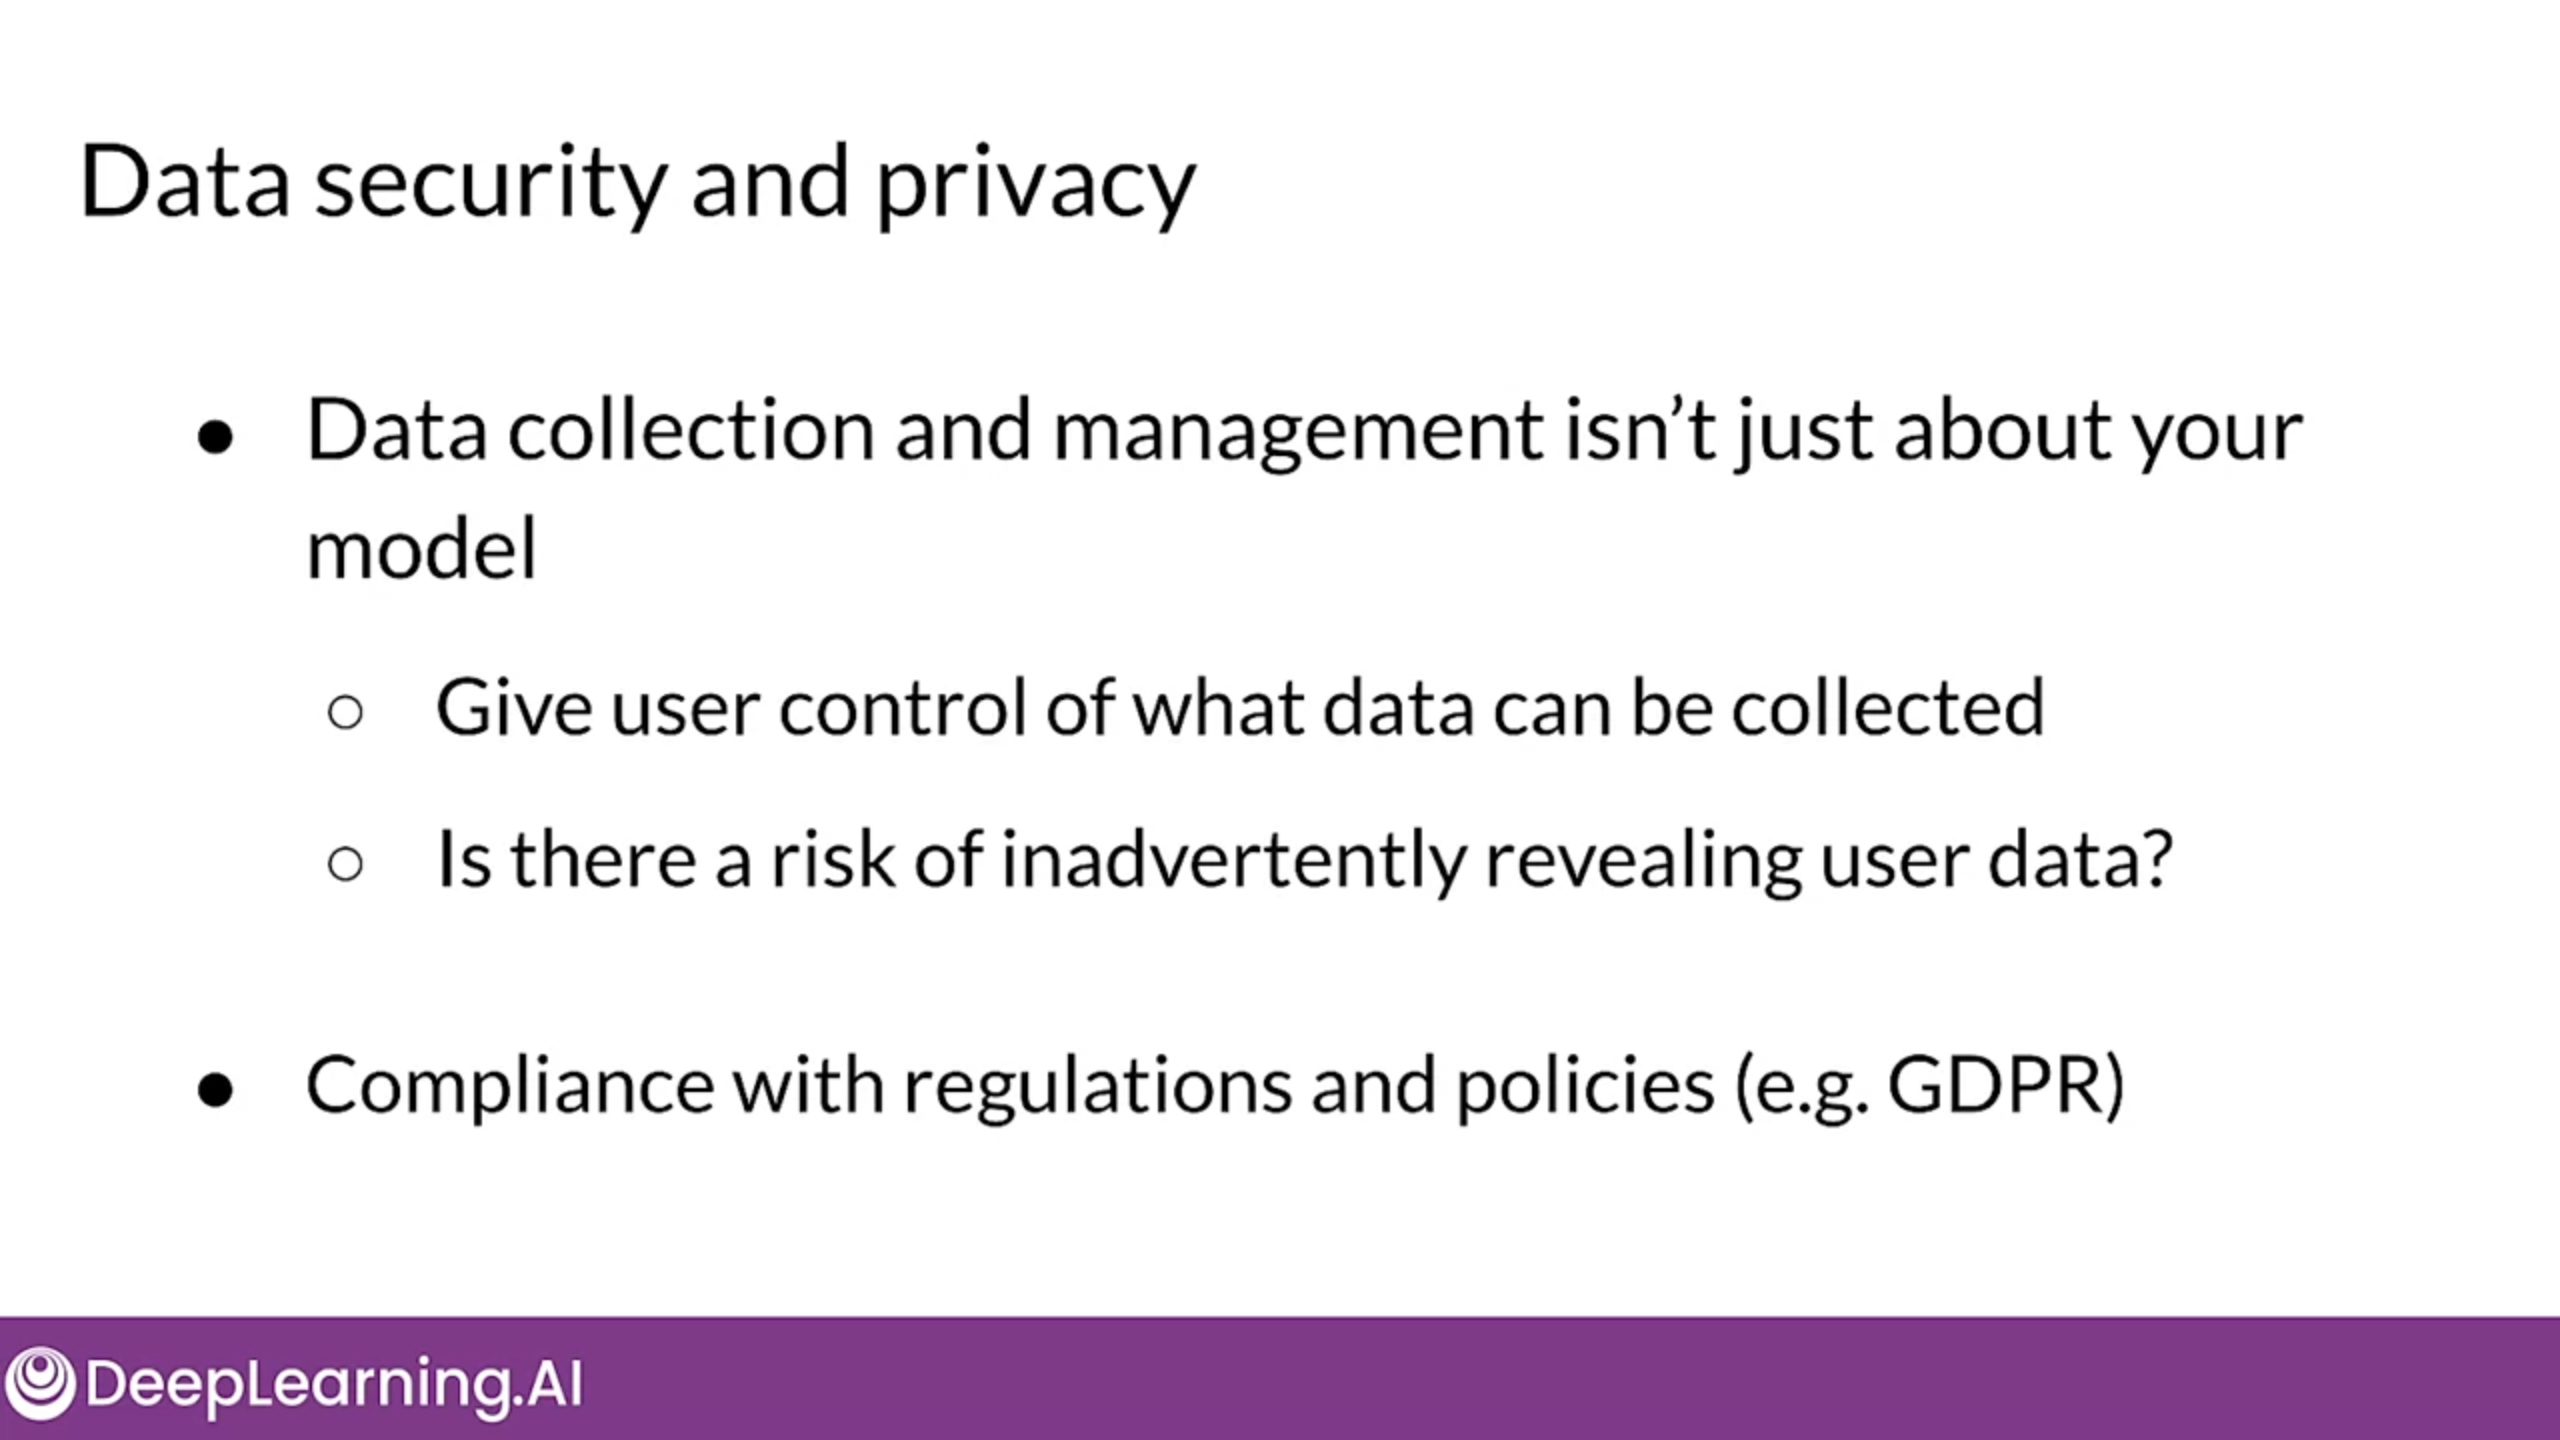 Data security and privacy
● Data collection and management isn’t just about your
model
○ Give user control of what data can be collected
○ Is there a risk of inadvertently revealing user data?
● Compliance with regulations and policies (e.g. GDPR)
DeepLearning.AI